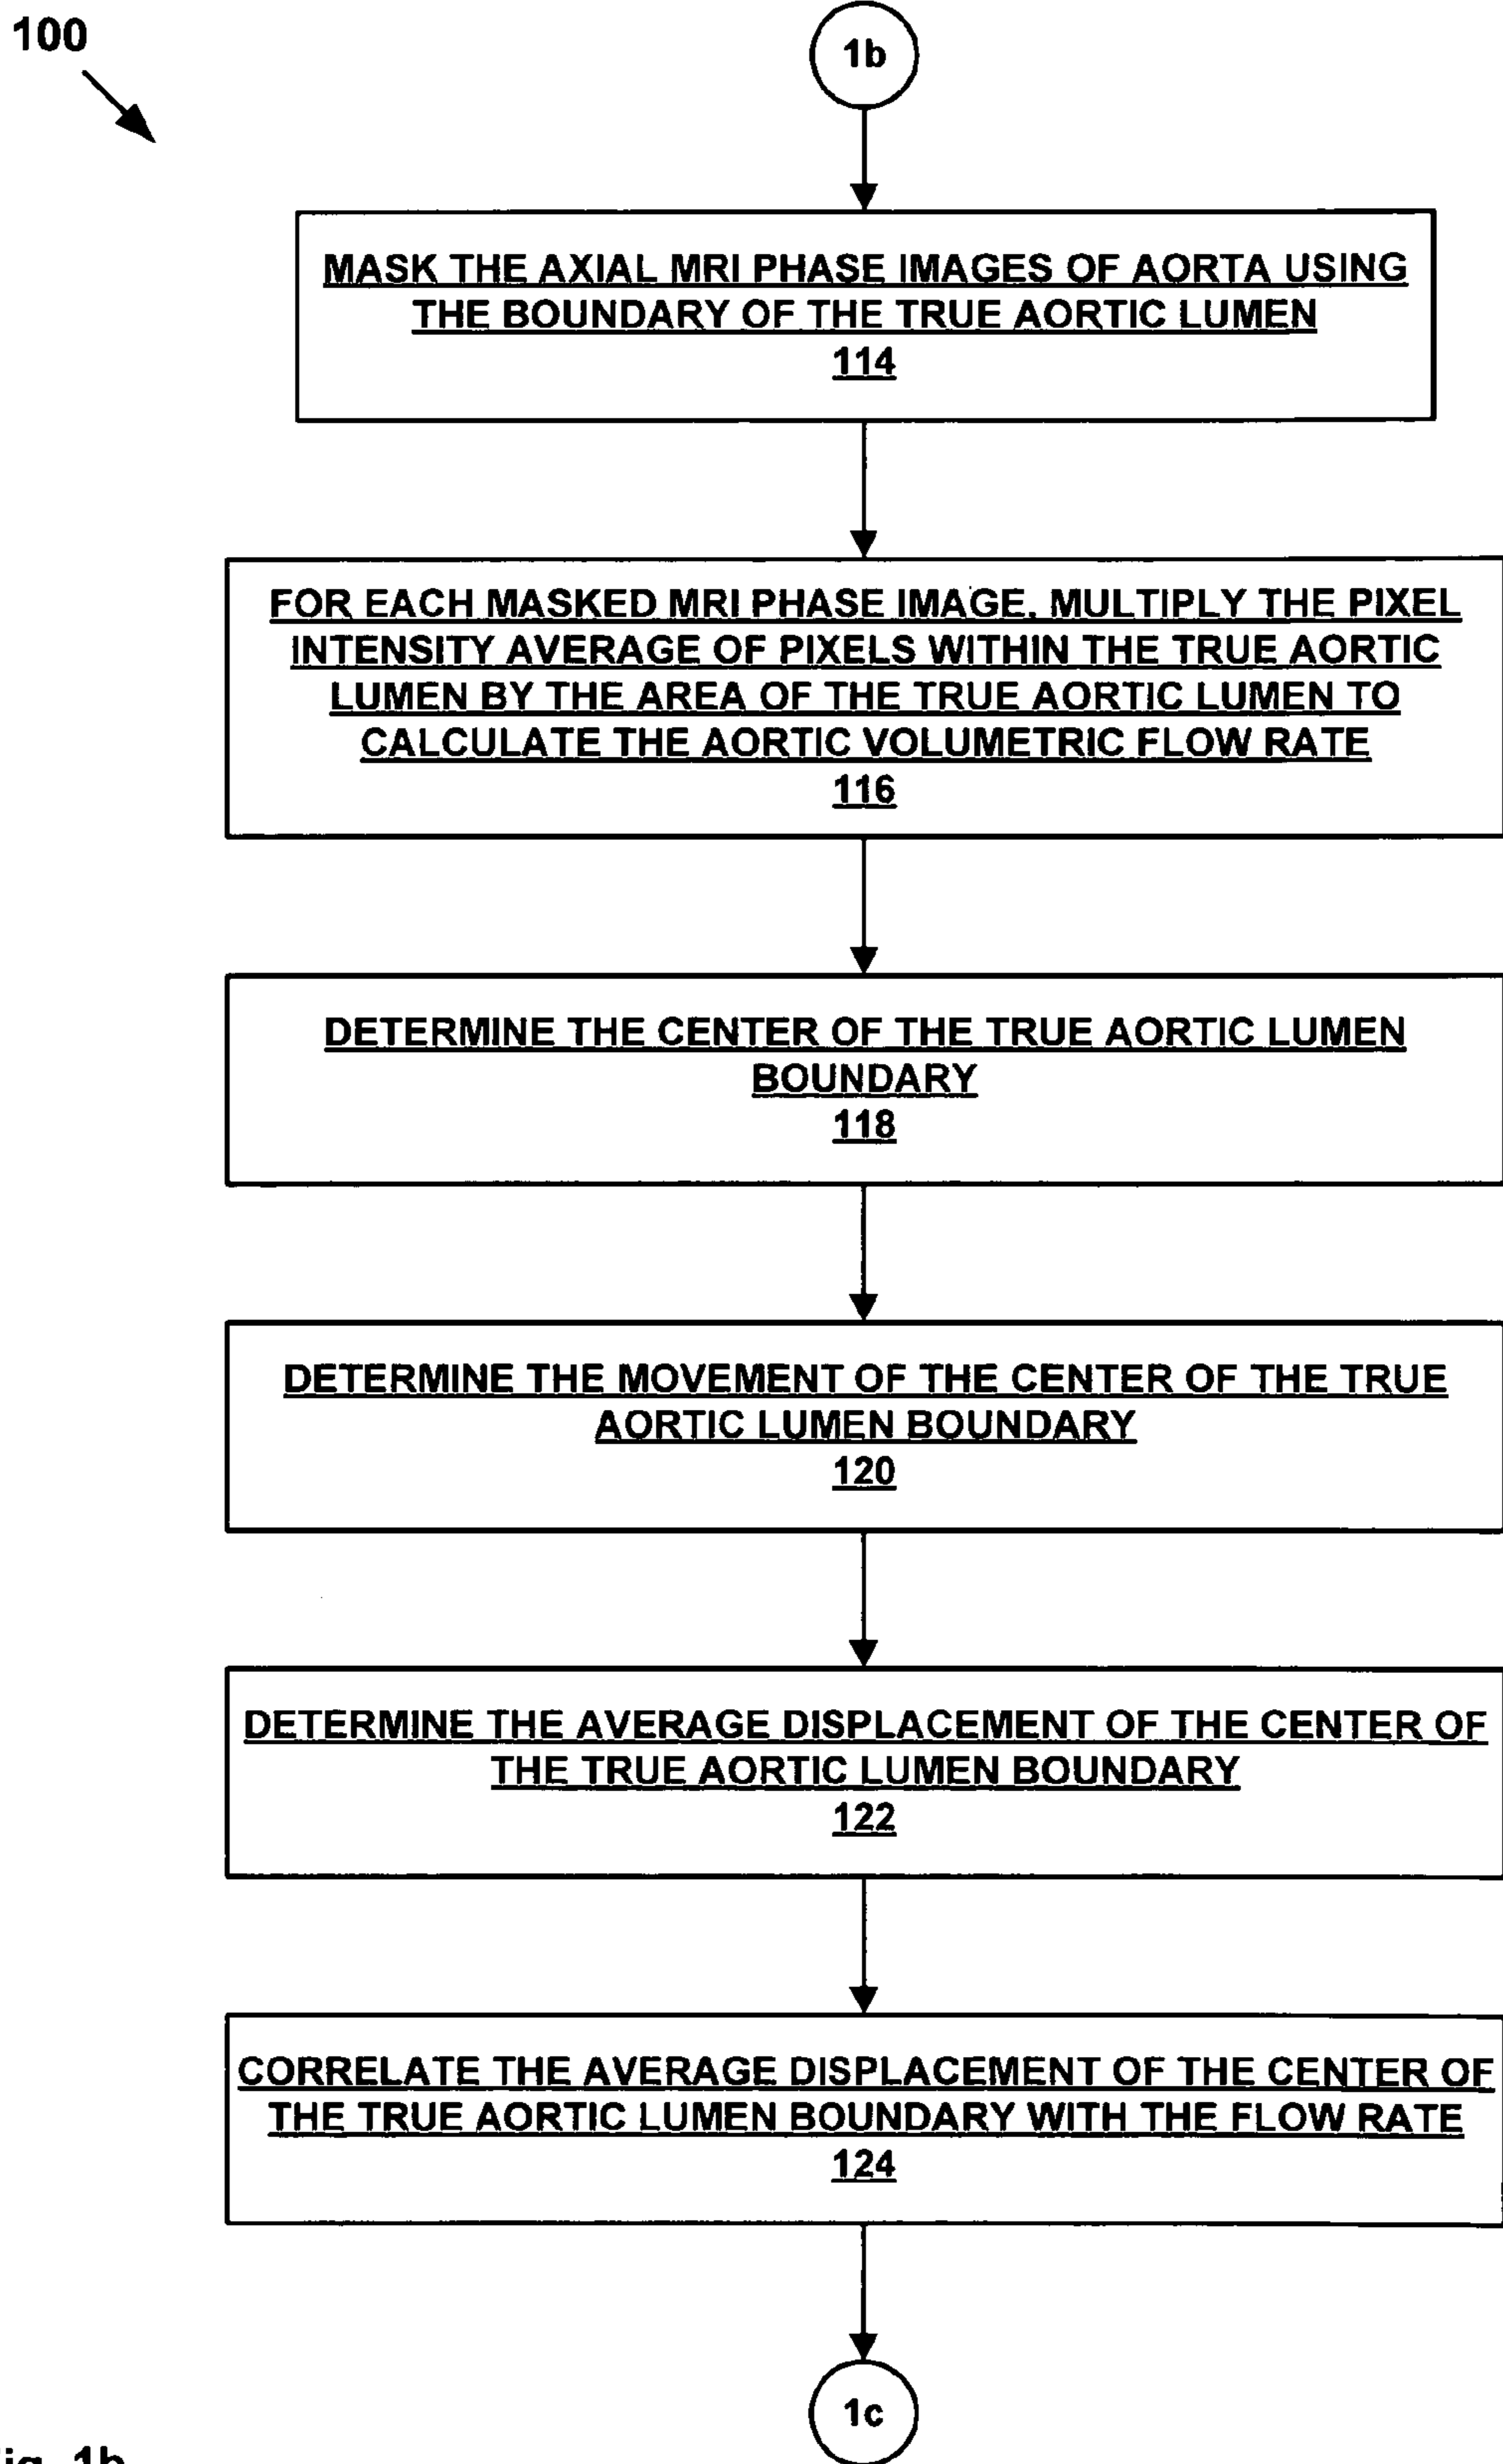 100
1b
MASK THE AXIAL MRI PHASE IMAGES OF AORTA USING
THE BOUNDARY OF THE TRUE AORTIC LUMEN
114
FOR EACH MASKED MRI PHASE IMAGE, MULTIPLY THE PIXEL
INTENSITY AVERAGE OF PIXELS WITHIN THE TRUE AORTIC
LUMEN BY THE AREA OF THE TRUE AORTIC LUMEN TO
CALCULATE THE AORTIC VOLUMETRIC FLOW RATE
116
DETERMINE THE CENTER OF THE TRUE AORTIC LUMEN
BOUNDARY
118
DETERMINE THE MOVEMENT OF THE CENTER OF THE TRUE
AORTIC LUMEN BOUNDARY
120
DETERMINE THE AVERAGE DISPLACEMENT OF THE CENTER OF
THE TRUE AORTIC LUMEN BOUNDARY
122
CORRELATE THE AVERAGE DISPLACEMENT OF THE CENTER OF
THE TRUE AORTIC LUMEN BOUNDARY WITH THE FLOW RATE
124
1c
1b